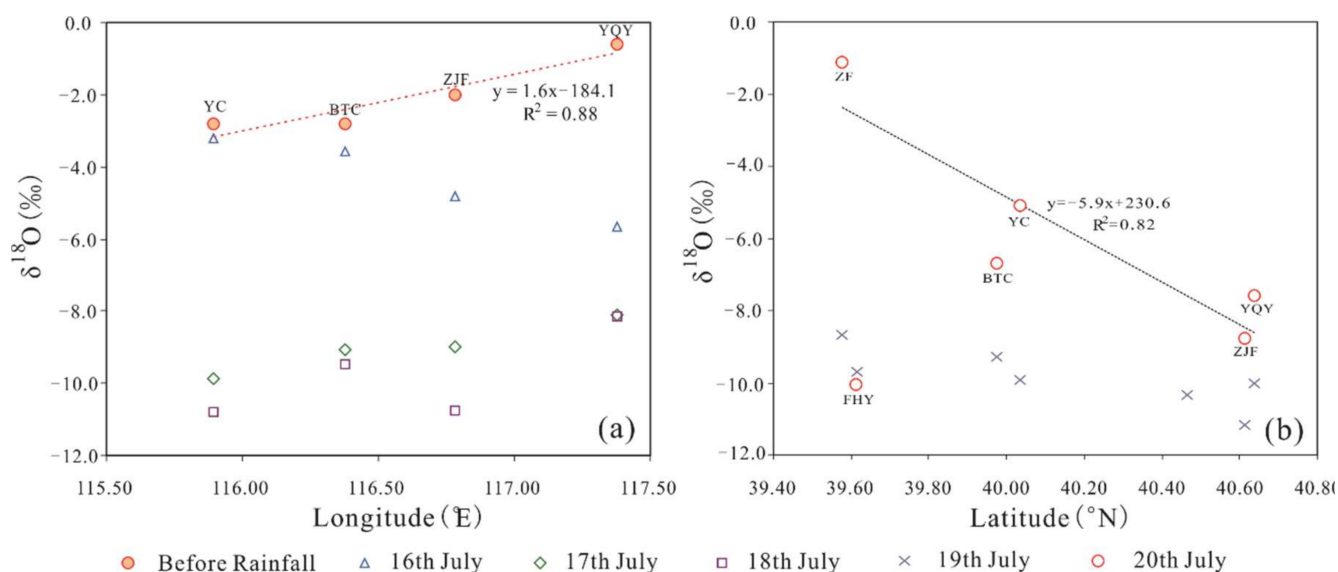 0.0
−2.0
−4.0
−6.0
−8.0
−10.0
−12.0
δ¹⁸O (‰)
YC
BTC
ZJF
YQY
y = 1.6x−184.1
R² = 0.88
(a)
115.50 116.00 116.50 117.00 117.50
Longitude (°E)
0.0
−2.0
−4.0
−6.0
−8.0
−10.0
−12.0
δ¹⁸O (‰)
ZF
y=−5.9x+230.6
R²=0.82
YC
BTC
YQY
ZJF
FHY
(b)
39.40 39.60 39.80 40.00 40.20 40.40 40.60 40.80
Latitude (°N)
Before Rainfall 16th July 17th July 18th July 19th July 20th July